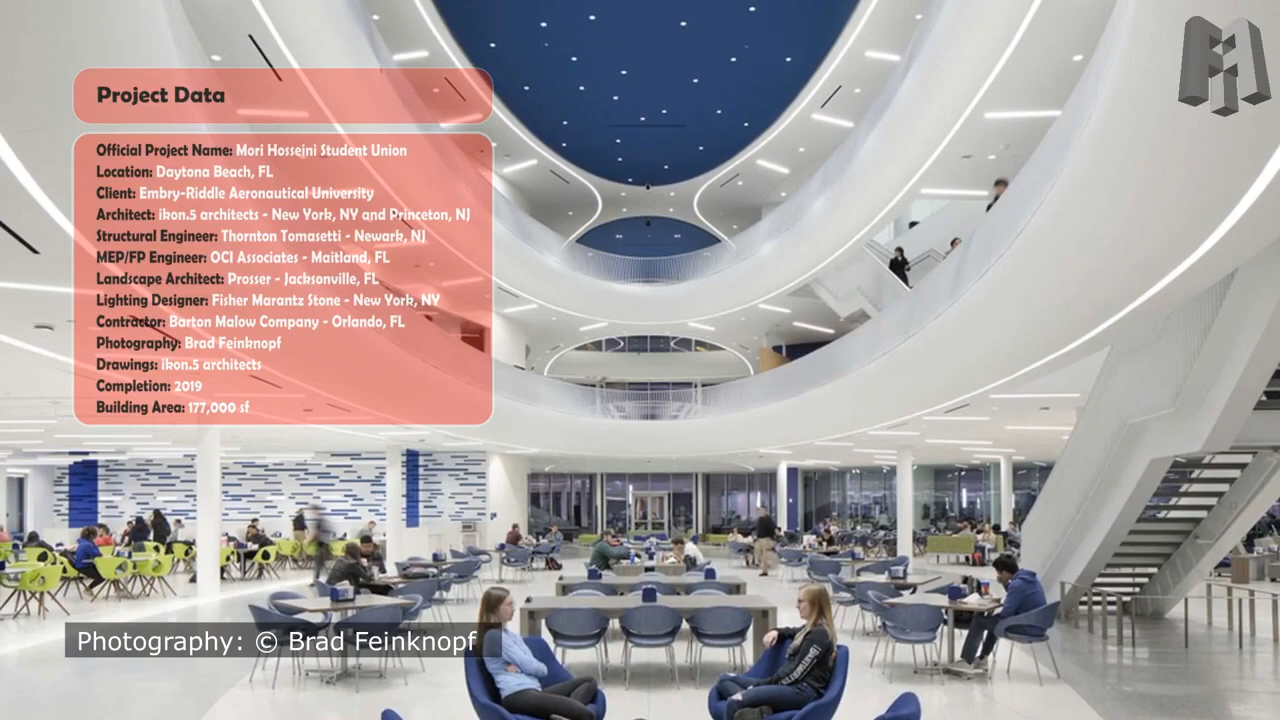 Project Data
Official Project Name: Mori Hosseini Student Union
Location: Daytona Beach, FL
Client: Embry-Riddle Aeronautical University
Architect: ikon.5 architects - New York, NY and Princeton, NJ
Structural Engineer: Thornton Tomasetti - Newark, NJ
MEP/FP Engineer: OCI Associates - Maitland, FL
Landscape Architect: Prosser - Jacksonville, FL
Lighting Designer: Fisher Marantz Stone - New York, NY
Contractor: Barton Malow Company - Orlando, FL
Photography: Brad Feinknopf
Drawings: ikon.5 architects
Completion: 2019
Building Area: 177,000 sf
Photography: © Brad Feinknopf